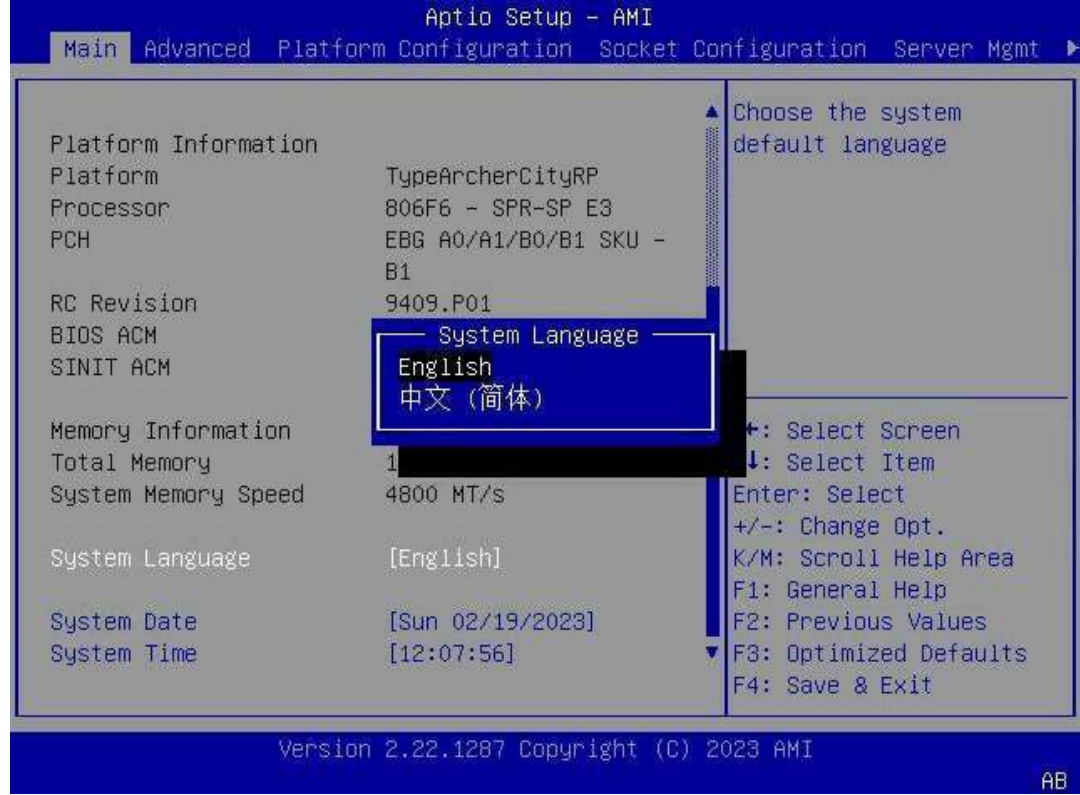 Aptio Setup – AMI
Main Advanced Platform Configuration Socket Configuration Server Mgmt ▶
Platform Information
Platform TypeArcherCityRP
Processor 806F6 – SPR-SP E3
PCH EBG A0/A1/B0/B1 SKU –
B1
RC Revision 9409.P01
BIOS ACM
SINIT ACM
Memory Information
Total Memory 1
System Memory Speed 4800 MT/s
System Language [English]
System Date [Sun 02/19/2023]
System Time [12:07:56]
System Language
English
中文 (简体)
Choose the system
default language
←: Select Screen
↓: Select Item
Enter: Select
+/-: Change Opt.
K/M: Scroll Help Area
F1: General Help
F2: Previous Values
F3: Optimized Defaults
F4: Save & Exit
Version 2.22.1287 Copyright (C) 2023 AMI
AB